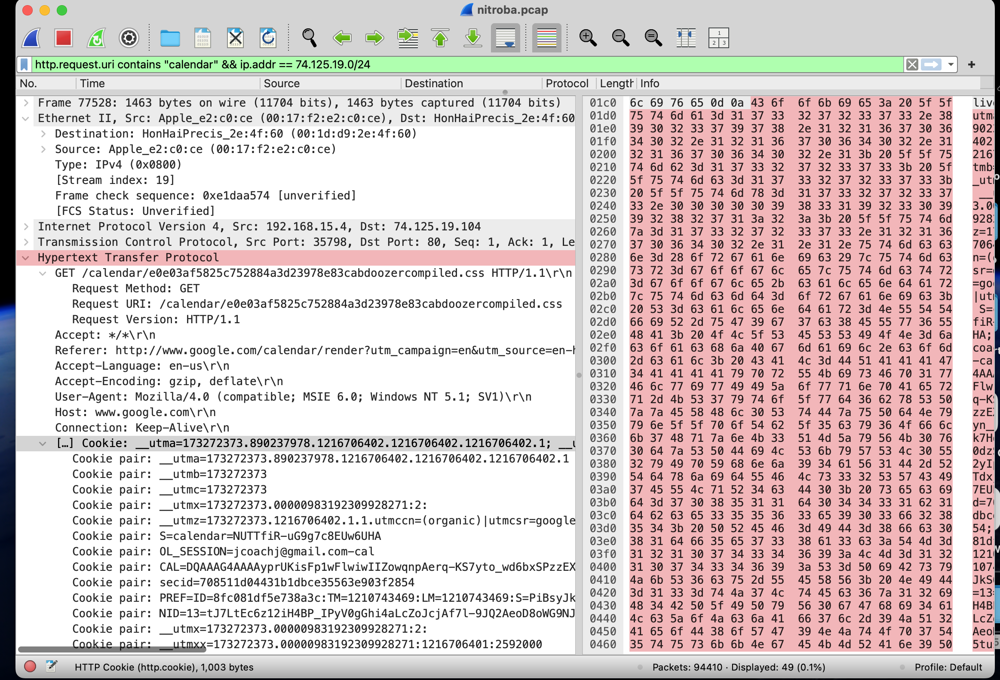 nitroba.pcap
http.request.uri contains "calendar" && ip.addr == 74.125.19.0/24
No. Time Source Destination Protocol Length Info
Frame 77528: 1463 bytes on wire (11704 bits), 1463 bytes captured (11704 bits)
Ethernet II, Src: Apple_e2:c0:ce (00:17:f2:e2:c0:ce), Dst: HonHaiPrecis_2e:4f:60
Destination: HonHaiPrecis_2e:4f:60 (00:1d:d9:2e:4f:60)
Source: Apple_e2:c0:ce (00:17:f2:e2:c0:ce)
Type: IPv4 (0x0800)
[Stream index: 19]
Frame check sequence: 0xe1daa574 [unverified]
[FCS Status: Unverified]
Internet Protocol Version 4, Src: 192.168.15.4, Dst: 74.125.19.104
Transmission Control Protocol, Src Port: 35798, Dst Port: 80, Seq: 1, Ack: 1, Le
Hypertext Transfer Protocol
GET /calendar/e0e03af5825c752884a3d23978e83cabdoozercompiled.css HTTP/1.1\r\n
Request Method: GET
Request URI: /calendar/e0e03af5825c752884a3d23978e83cabdoozercompiled.css
Request Version: HTTP/1.1
Accept: */*\r\n
Referer: http://www.google.com/calendar/render?utm_campaign=en&utm_source=en-h
Accept-Language: en-us\r\n
Accept-Encoding: gzip, deflate\r\n
User-Agent: Mozilla/4.0 (compatible; MSIE 6.0; Windows NT 5.1; SV1)\r\n
Host: www.google.com\r\n
Connection: Keep-Alive\r\n
[…] Cookie: __utma=173272373.890237978.1216706402.1216706402.1216706402.1; __u
Cookie pair: __utma=173272373.890237978.1216706402.1216706402.1216706402.1
Cookie pair: __utmb=173272373
Cookie pair: __utmc=173272373
Cookie pair: __utmx=173272373.00000983192309928271:2:
Cookie pair: __utmz=173272373.1216706402.1.1.utmccn=(organic)|utmcsr=google
Cookie pair: S=calendar=NUTTfiR-uG9g7c8EUw6UHA
Cookie pair: OL_SESSION=jcoachj@gmail.com-cal
Cookie pair: CAL=DQAAAG4AAAAyprUKisFp1wFlwiwIIZowqnpAerq-KS7yto_wd6bxSPzzEX
Cookie pair: secid=708511d04431b1dbce35563e903f2854
Cookie pair: PREF=ID=8fc081df5e738a3c:TM=1210743469:LM=1210743469:S=PiBsyJk
Cookie pair: NID=13=tJ7LtEc6z12iH4BP_IPyV0gGhi4aLcZoJcjAf7l-9JQ2AeoD8oWG9NJ
Cookie pair: __utmx=173272373.00000983192309928271:2:
Cookie pair: __utmxx=173272373.00000983192309928271:1216706401:2592000
01c0 6c 69 76 65 0d 0a 43 6f 6f 6b 69 65 3a 20 5f 5f live
01d0 75 74 6d 61 3d 31 37 33 32 37 32 33 37 33 2e 38 utma
01e0 39 30 32 33 37 39 37 38 2e 31 32 31 36 37 30 36 9023
01f0 34 30 32 2e 31 32 31 36 37 30 36 34 30 32 2e 31 402.
0200 32 31 36 37 30 36 34 30 32 2e 31 3b 20 5f 5f 75 2167
0210 74 6d 62 3d 31 37 33 32 37 32 33 37 33 3b 20 5f tmb=
0220 5f 75 74 6d 63 3d 31 37 33 32 37 32 33 37 33 3b _utm
0230 20 5f 5f 75 74 6d 78 3d 31 37 33 32 37 32 33 37 __u
0240 33 2e 30 30 30 30 30 39 38 33 31 39 32 33 30 39 3.00
0250 39 32 38 32 37 31 3a 32 3a 3b 20 5f 5f 75 74 6d 9282
0260 7a 3d 31 37 33 32 37 32 33 37 33 2e 31 32 31 36 z=17
0270 37 30 36 34 30 32 2e 31 2e 31 2e 75 74 6d 63 63 7064
0280 6e 3d 28 6f 72 67 61 6e 69 63 29 7c 75 74 6d 63 n=(o
0290 73 72 3d 67 6f 6f 67 6c 65 7c 75 74 6d 63 74 72 sr=g
02a0 3d 67 6f 6f 67 6c 65 2b 63 61 6c 65 6e 64 61 72 =goo
02b0 7c 75 74 6d 63 6d 64 3d 6f 72 67 61 6e 69 63 3b |utm
02c0 20 53 3d 63 61 6c 65 6e 64 61 72 3d 4e 55 54 54 S=c
02d0 66 69 52 2d 75 47 39 67 37 63 38 45 55 77 36 55 fiR-
02e0 48 41 3b 20 4f 4c 5f 53 45 53 53 49 4f 4e 3d 6a HA;
02f0 63 6f 61 63 68 6a 40 67 6d 61 69 6c 2e 63 6f 6d coac
0300 2d 63 61 6c 3b 20 43 41 4c 3d 44 51 41 41 41 47 -cal
0310 34 41 41 41 41 79 70 72 55 4b 69 73 46 70 31 77 4AAA
0320 46 6c 77 69 77 49 49 5a 6f 77 71 6e 70 41 65 72 Flwi
0330 71 2d 4b 53 37 79 74 6f 5f 77 64 36 62 78 53 50 q-KS
0340 7a 7a 45 58 48 6c 30 53 74 44 7a 75 50 64 4e 79 zzEX
0350 79 6e 5f 5f 70 6f 54 62 5f 35 63 79 36 4f 66 6c yn__
0360 6b 37 48 71 7a 6e 4b 33 51 4d 5a 79 56 4b 30 76 k7Hq
0370 30 64 7a 53 50 44 69 4c 53 6b 79 57 53 4c 30 55 0dzS
0380 32 79 49 70 59 68 6e 6a 39 34 61 56 31 44 2d 52 2yIp
0390 54 64 78 6a 69 64 55 46 4c 73 33 32 53 57 43 49 Tdxj
03a0 37 45 55 4c 71 52 34 63 44 30 3b 20 73 65 63 69 7EUL
03b0 64 3d 37 30 38 35 31 31 64 30 34 34 33 31 62 31 d=70
03c0 64 62 63 65 33 35 35 36 33 65 39 30 33 66 32 38 dbce
03d0 35 34 3b 20 50 52 45 46 3d 49 44 3d 38 66 63 30 54;
03e0 38 31 64 66 35 65 37 33 38 61 33 63 3a 54 4d 3d 81df
03f0 31 32 31 30 37 34 33 34 36 39 3a 4c 4d 3d 31 32 1210
0400 31 30 37 34 33 34 36 39 3a 53 3d 50 69 42 73 79 1074
0410 4a 6b 53 36 63 75 2d 55 45 58 56 3b 20 4e 49 44 JkS6
0420 3d 31 33 3d 74 4a 37 4c 74 45 63 36 7a 31 32 69 =13=
0430 48 34 42 50 5f 49 50 79 56 30 67 47 68 69 34 61 H4BP
0440 4c 63 5a 6f 4a 63 6a 41 66 37 6c 2d 39 4a 51 32 LcZo
0450 41 65 6f 44 38 6f 57 47 39 4e 4a 74 4f 70 37 54 AeoD
0460 35 74 75 73 6b 6b 4e 67 45 4b 4d 52 41 6e 39 50 5tus
HTTP Cookie (http.cookie), 1,003 bytes
Packets: 94410 · Displayed: 49 (0.1%)
Profile: Default